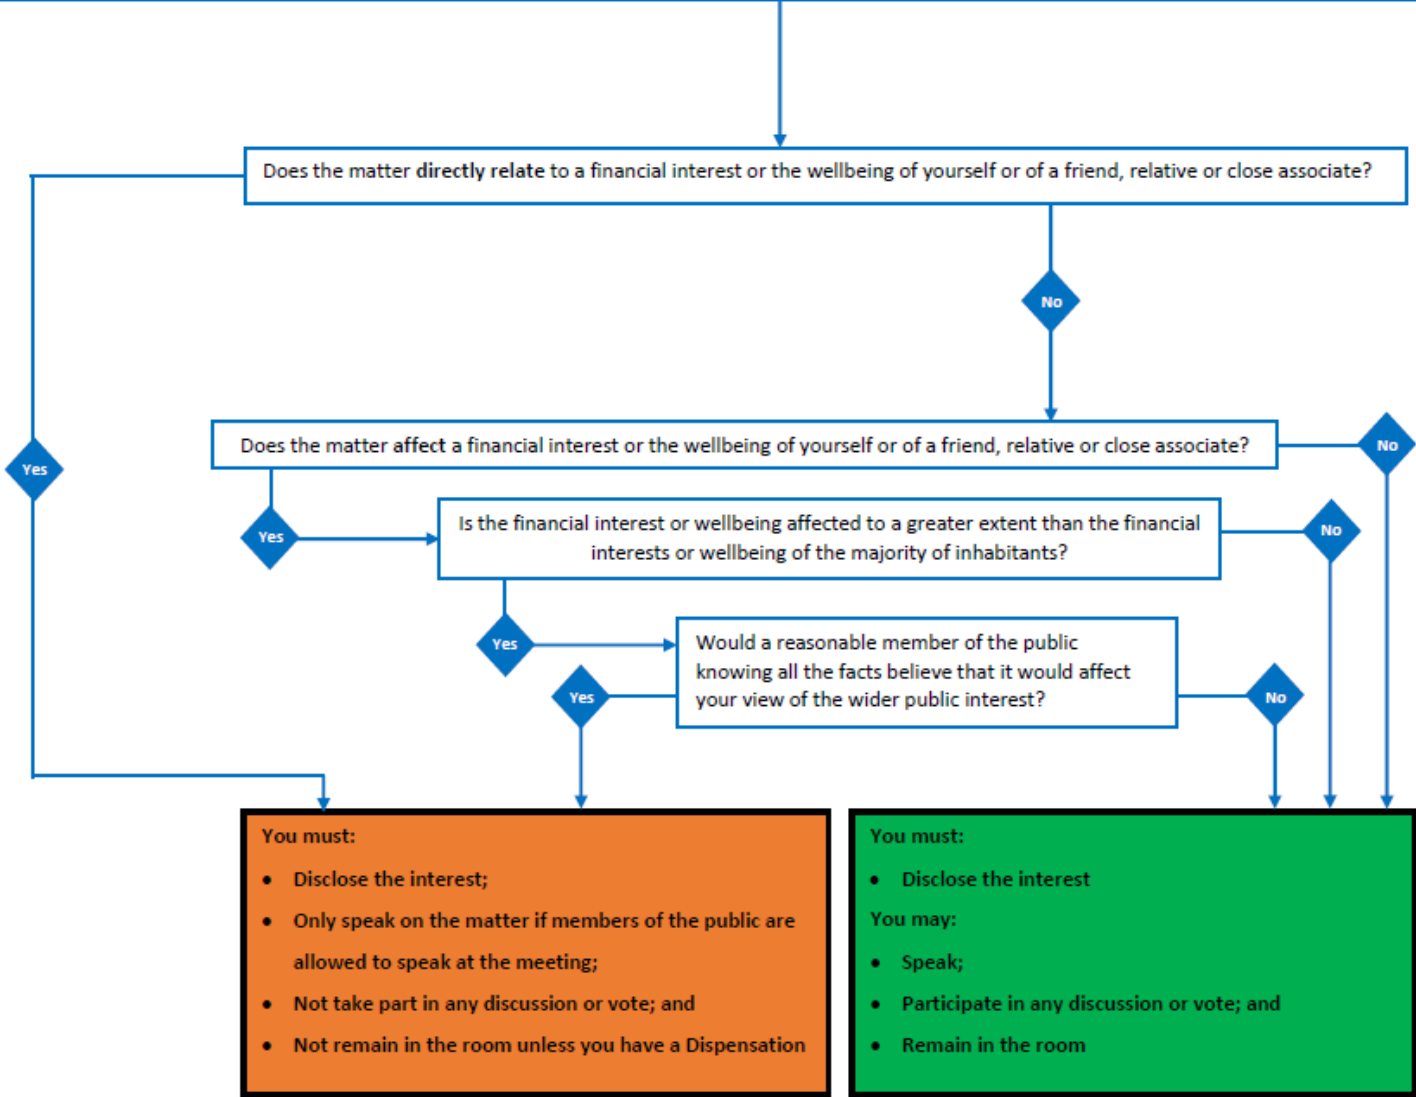 Does the matter directly relate to a financial interest or the wellbeing of yourself or of a friend, relative or close associate?
No
Does the matter affect a financial interest or the wellbeing of yourself or of a friend, relative or close associate?
No
Yes
Yes
Is the financial interest or wellbeing affected to a greater extent than the financial
interests or wellbeing of the majority of inhabitants?
No
Yes
Would a reasonable member of the public
knowing all the facts believe that it would affect
your view of the wider public interest?
Yes
No
You must:
• Disclose the interest;
• Only speak on the matter if members of the public are
allowed to speak at the meeting;
• Not take part in any discussion or vote; and
• Not remain in the room unless you have a Dispensation
You must:
• Disclose the interest
You may:
• Speak;
• Participate in any discussion or vote; and
• Remain in the room